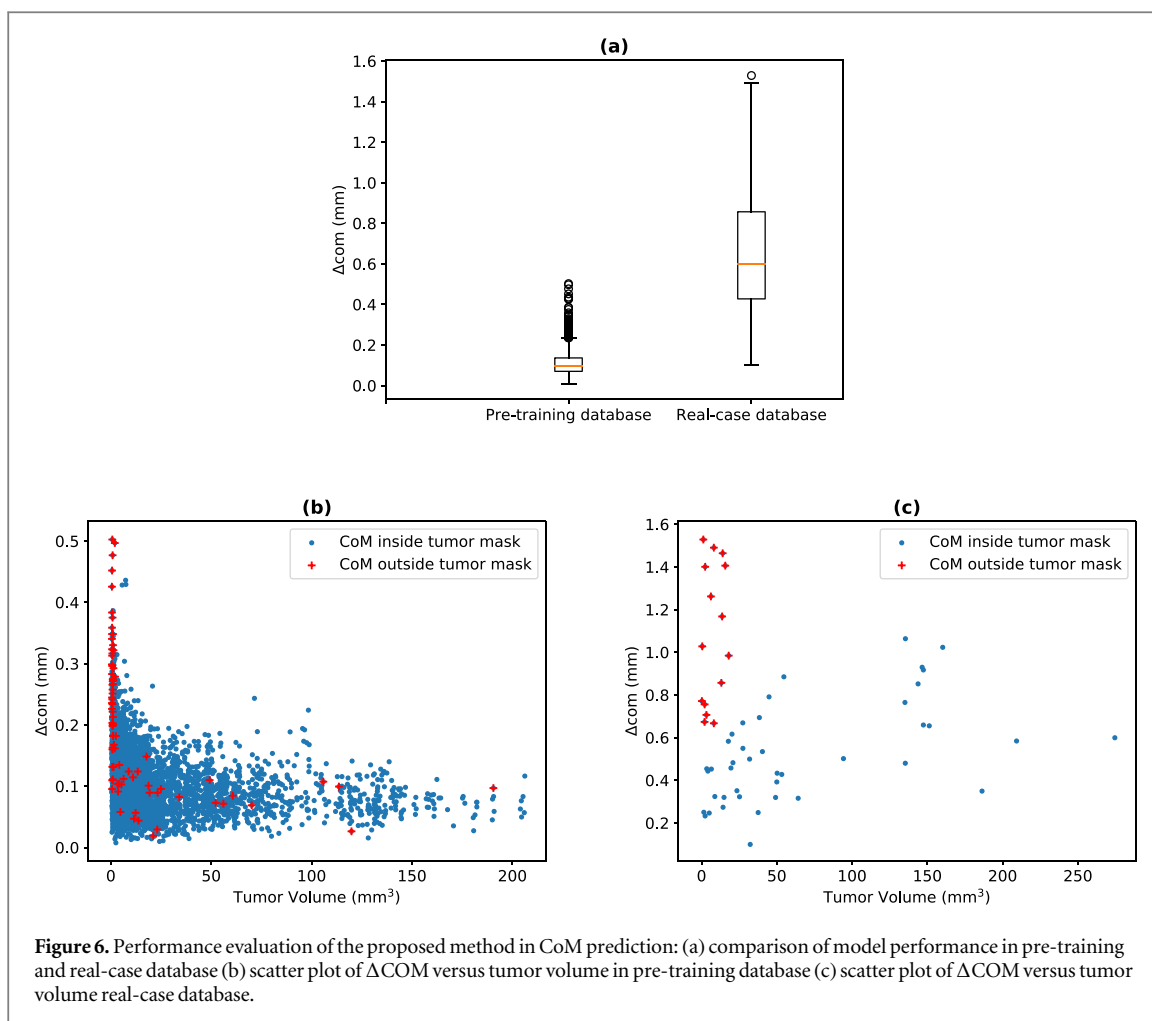 (a)
1.6
1.4
1.2
1.0
0.8
0.6
0.4
0.2
0.0
Δcom (mm)
Pre-training database
Real-case database
(b)
CoM inside tumor mask
CoM outside tumor mask
0.5
0.4
0.3
0.2
0.1
0.0
Δcom (mm)
0
50
100
150
200
Tumor Volume (mm³)
(c)
CoM inside tumor mask
CoM outside tumor mask
1.6
1.4
1.2
1.0
0.8
0.6
0.4
0.2
Δcom (mm)
0
50
100
150
200
250
Tumor Volume (mm³)
Figure 6. Performance evaluation of the proposed method in CoM prediction: (a) comparison of model performance in pre-training
and real-case database (b) scatter plot of ΔCOM versus tumor volume in pre-training database (c) scatter plot of ΔCOM versus tumor
volume real-case database.